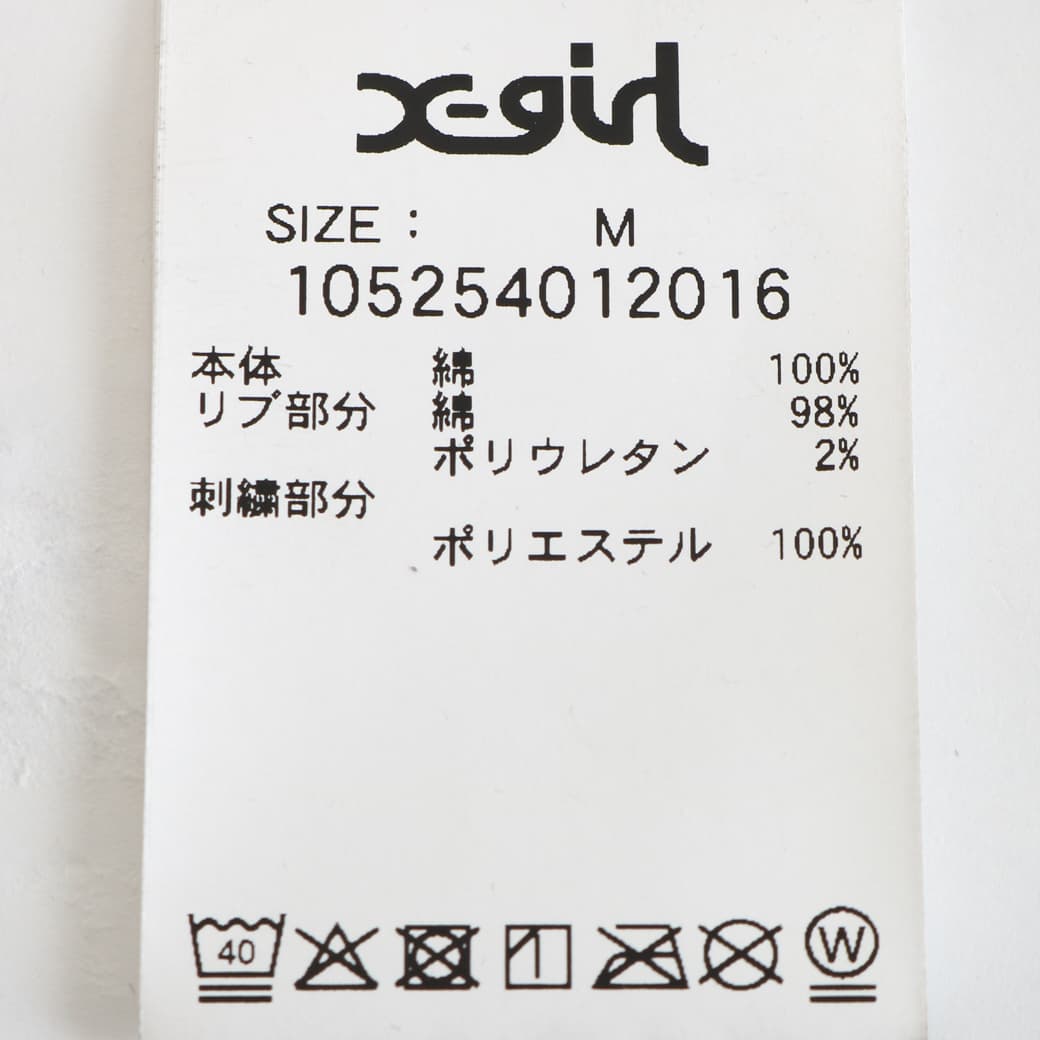 X-girl
SIZE : M
105254012016
本体 綿 100%
リブ部分 綿 98%
ポリウレタン 2%
刺繍部分
ポリエステル 100%
40 W